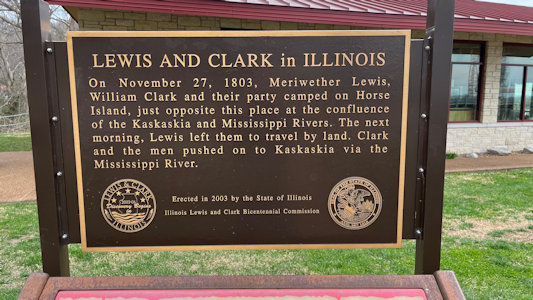 LEWIS AND CLARK in ILLINOIS
On November 27, 1803, Meriwether Lewis,
William Clark and their party camped on Horse
Island, just opposite this place at the confluence
of the Kaskaskia and Mississippi Rivers. The next
morning, Lewis left them to travel by land. Clark
and the men pushed on to Kaskaskia via the
Mississippi River.
LEWIS & CLARK
ILLINOIS
Erected in 2003 by the State of Illinois
Illinois Lewis and Clark Bicentennial Commission